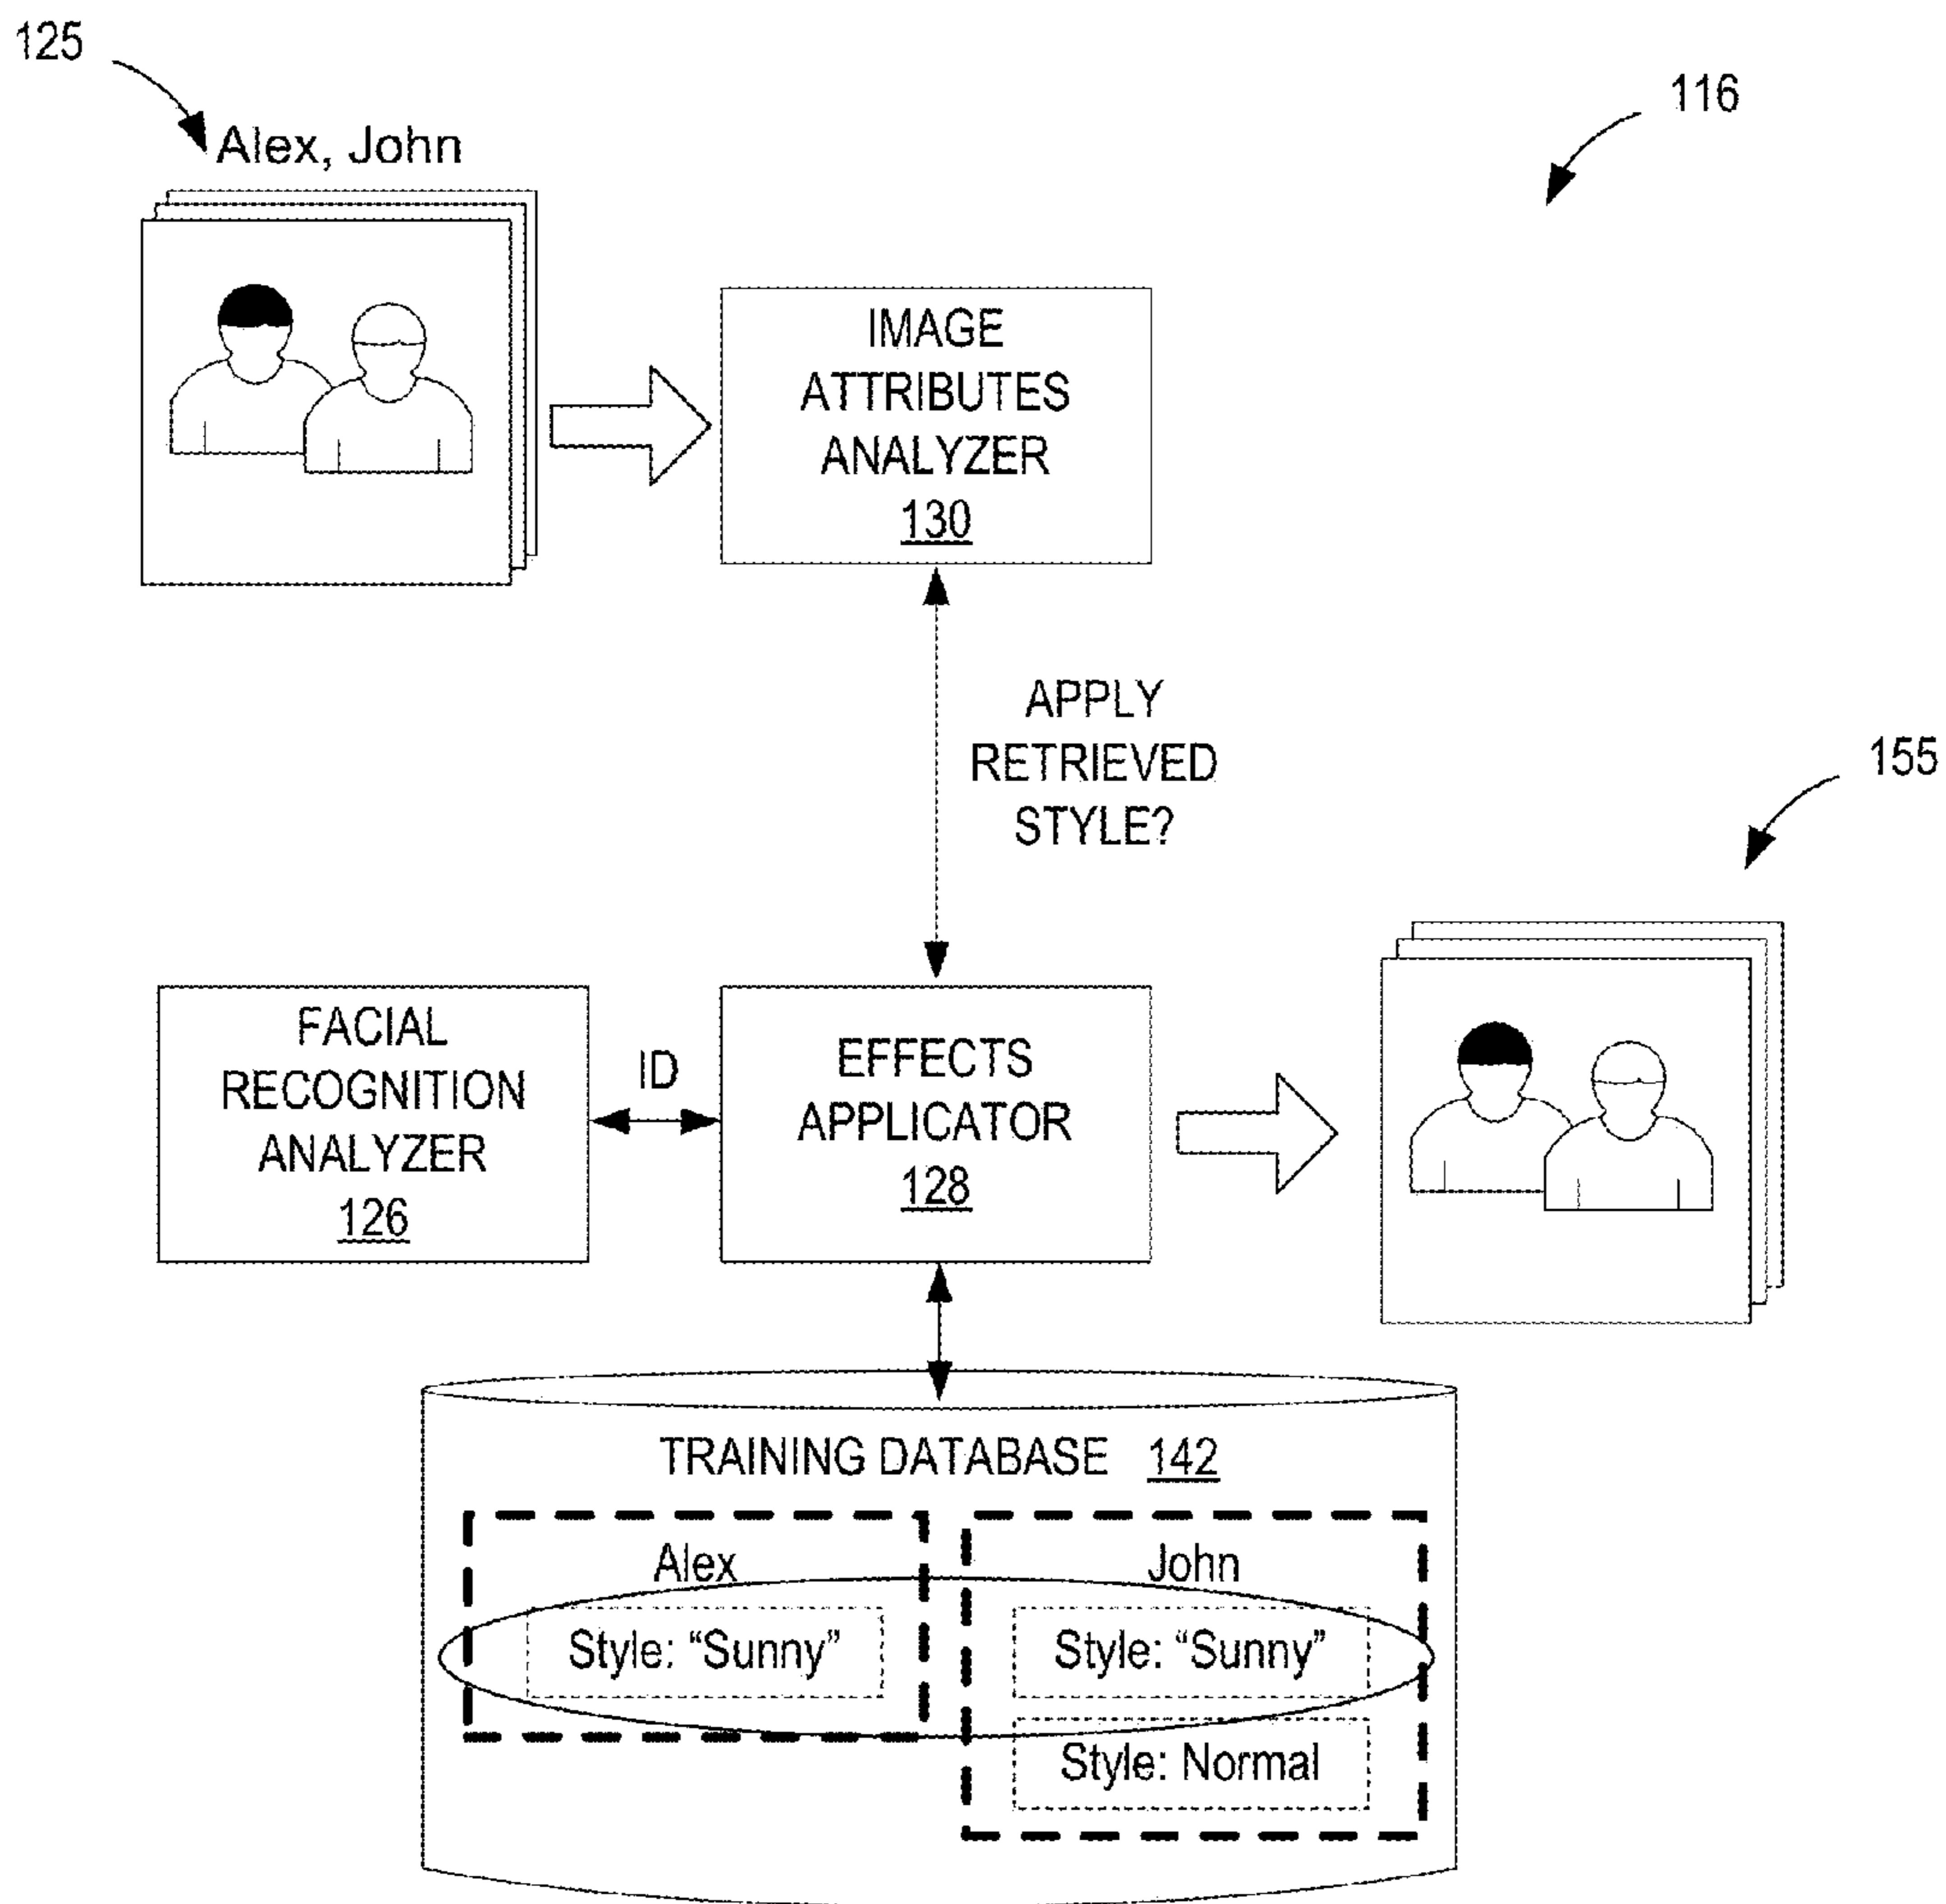 125
116
Alex, John
IMAGE
ATTRIBUTES
ANALYZER
130
APPLY
RETRIEVED
STYLE?
155
FACIAL
RECOGNITION
ANALYZER
126
ID
EFFECTS
APPLICATOR
128
TRAINING DATABASE 142
Alex
Style: “Sunny”
John
Style: “Sunny”
Style: Normal